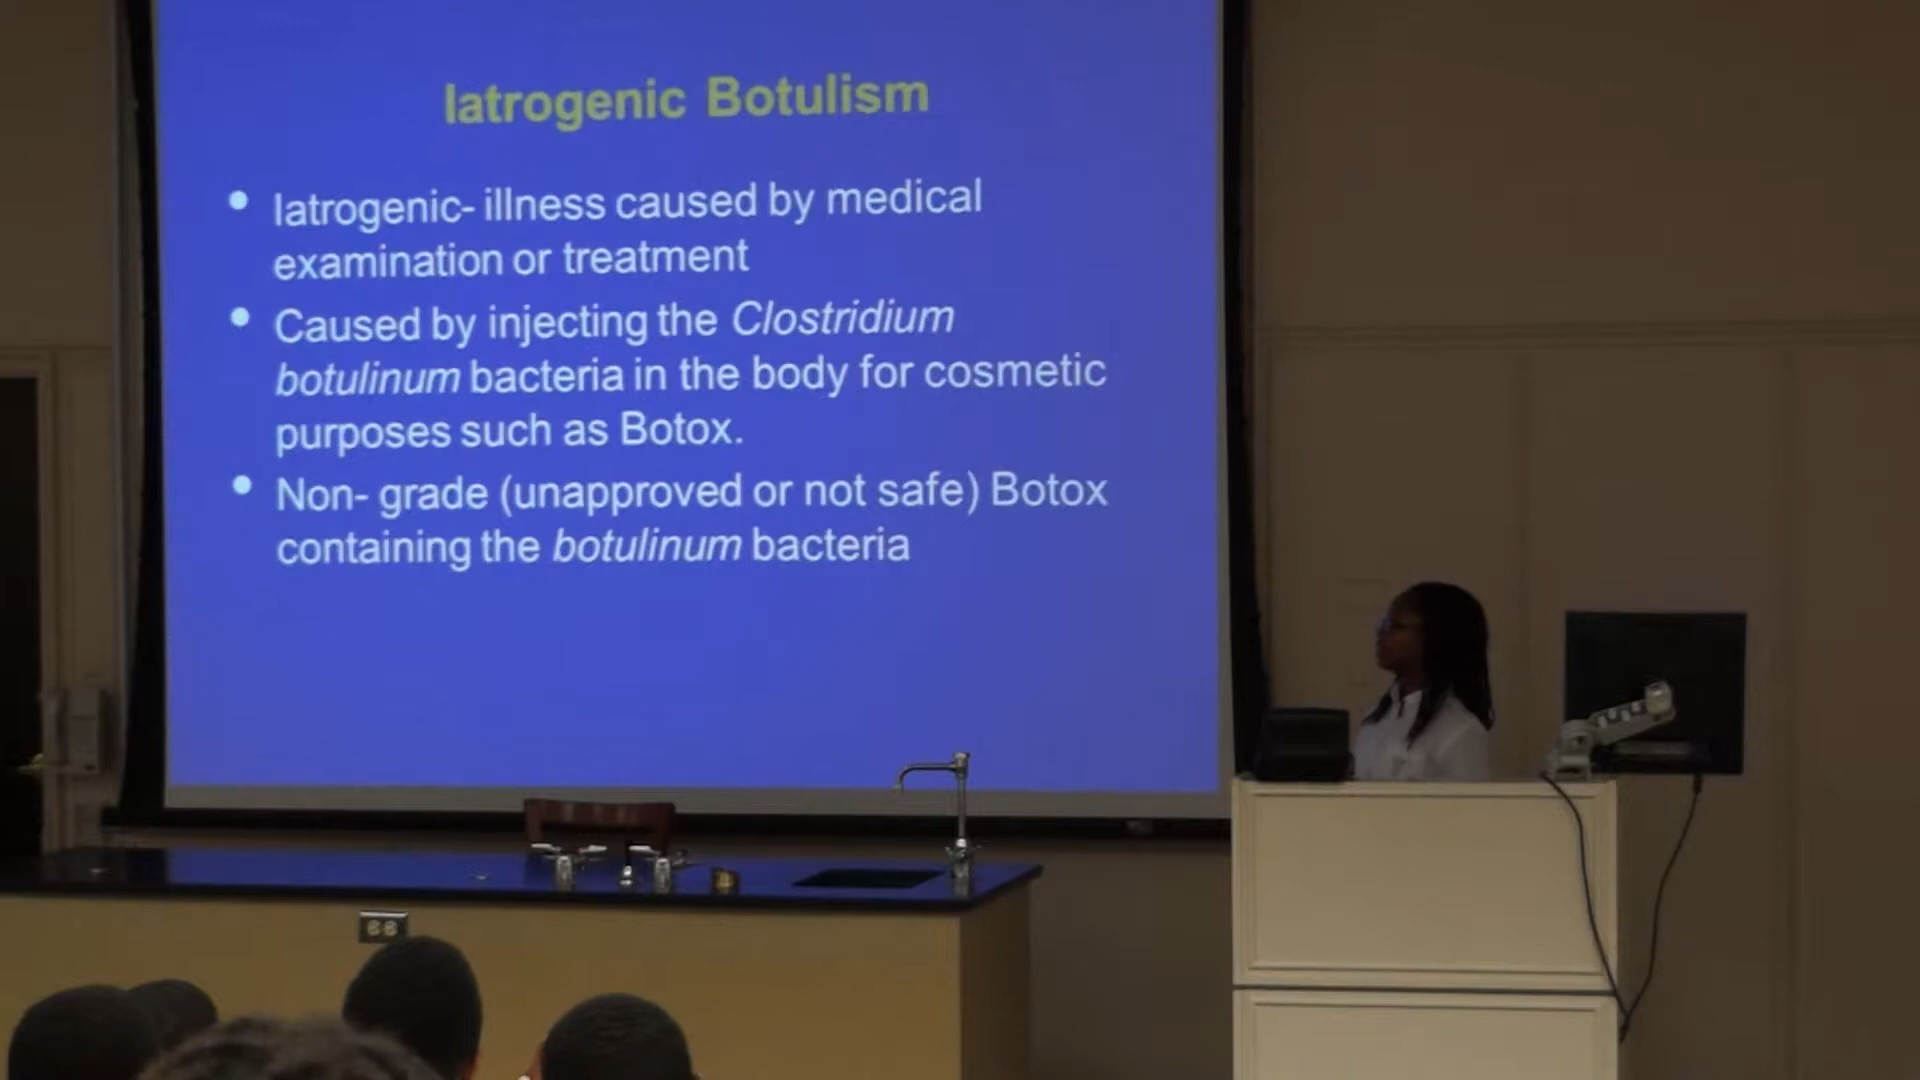 Iatrogenic Botulism
Iatrogenic- illness caused by medical
examination or treatment
Caused by injecting the Clostridium
botulinum bacteria in the body for cosmetic
purposes such as Botox.
Non- grade (unapproved or not safe) Botox
containing the botulinum bacteria